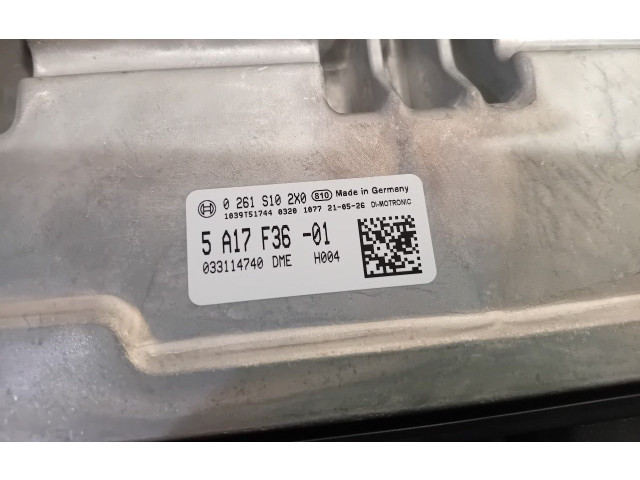 0 261 S10 2X0 810 Made in Germany
1039T51744 0320 1077 21-05-26 DI-MOTRONIC
5 A17 F36 -01
033114740 DME H004